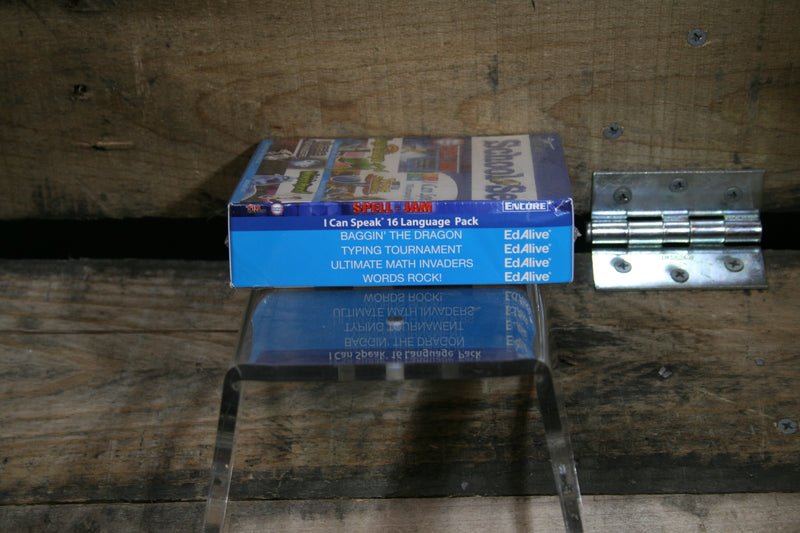 SPELL-JAM ENCORE
I Can Speak® 16 Language Pack
BAGGIN' THE DRAGON EdAlive®
TYPING TOURNAMENT EdAlive®
ULTIMATE MATH INVADERS EdAlive®
WORDS ROCK! EdAlive®